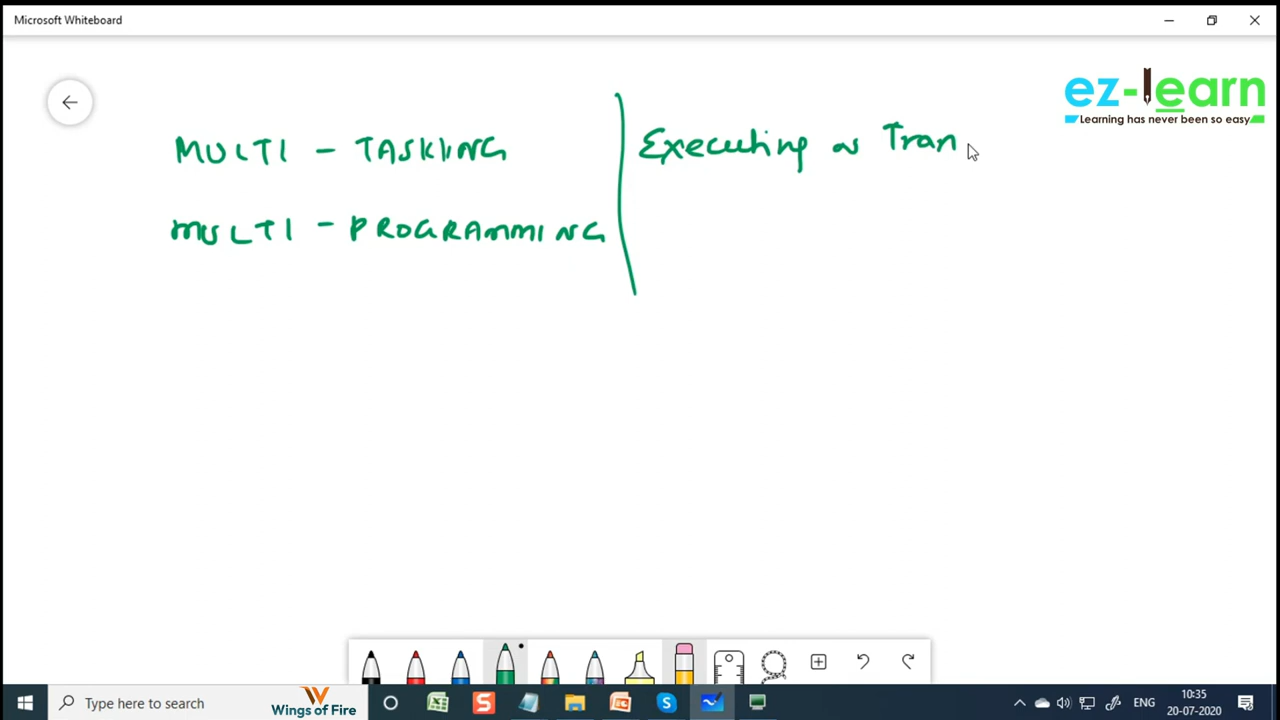 Microsoft Whiteboard
ez-learn
Learning has never been so easy
MULTI - TASKING
Executing as Tran
MULTI - PROGRAMMING
Type here to search
Wings of Fire
ENG
10:35
20-07-2020